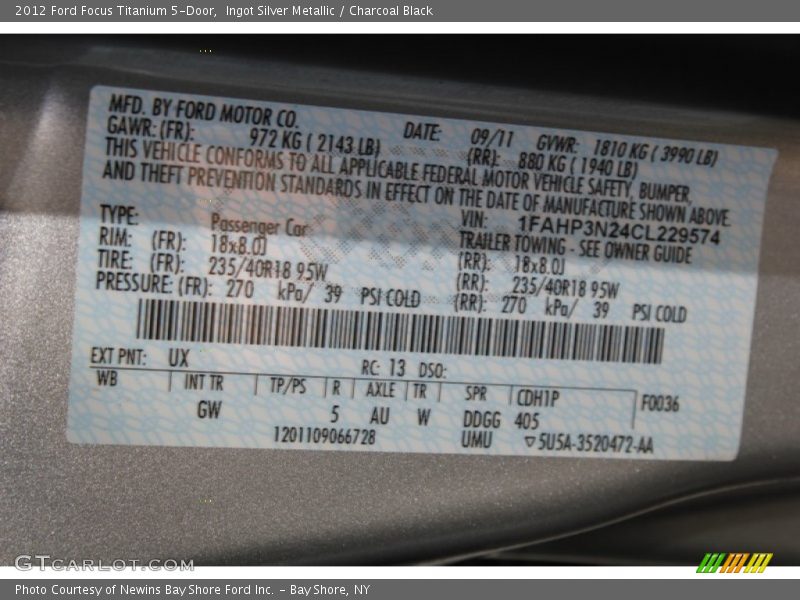 2012 Ford Focus Titanium 5-Door,  Ingot Silver Metallic / Charcoal Black
MFD. BY FORD MOTOR CO. DATE: 09/11 GVWR: 1810 KG ( 3990 LB)
GAWR: (FR): 972 KG ( 2143 LB) (RR): 880 KG ( 1940 LB)
THIS VEHICLE CONFORMS TO ALL APPLICABLE FEDERAL MOTOR VEHICLE SAFETY, BUMPER,
AND THEFT PREVENTION STANDARDS IN EFFECT ON THE DATE OF MANUFACTURE SHOWN ABOVE.
VIN: 1FAHP3N24CL229574
TYPE: Passenger Car TRAILER TOWING - SEE OWNER GUIDE
RIM: (FR): 18x8.0J (RR): 18x8.0J
TIRE: (FR): 235/40R18 95W (RR): 235/40R18 95W
PRESSURE: (FR): 270 kPa/ 39 PSI COLD (RR): 270 kPa/ 39 PSI COLD
EXT PNT: UX RC: 13 DSO:
WB INT TR TP/PS R AXLE TR SPR CDH1P F0036
GW 5 AU W DDGG 405
1201109066728 UMU ▽5U5A-3520472-AA
GTCARLOT.COM
Photo Courtesy of Newins Bay Shore Ford Inc. - Bay Shore, NY